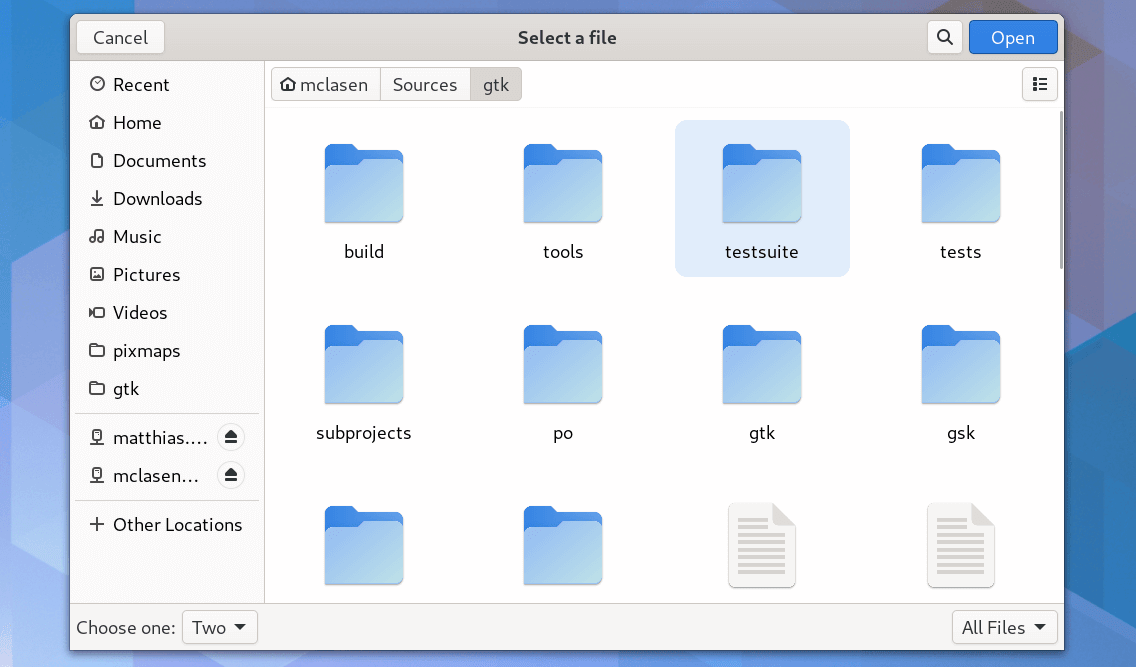 Cancel
Select a file
Open
Recent
Home
Documents
Downloads
Music
Pictures
Videos
pixmaps
gtk
matthias....
mclasen...
Other Locations
mclasen
Sources
gtk
build
tools
testsuite
tests
subprojects
po
gtk
gsk
Choose one:
Two
All Files